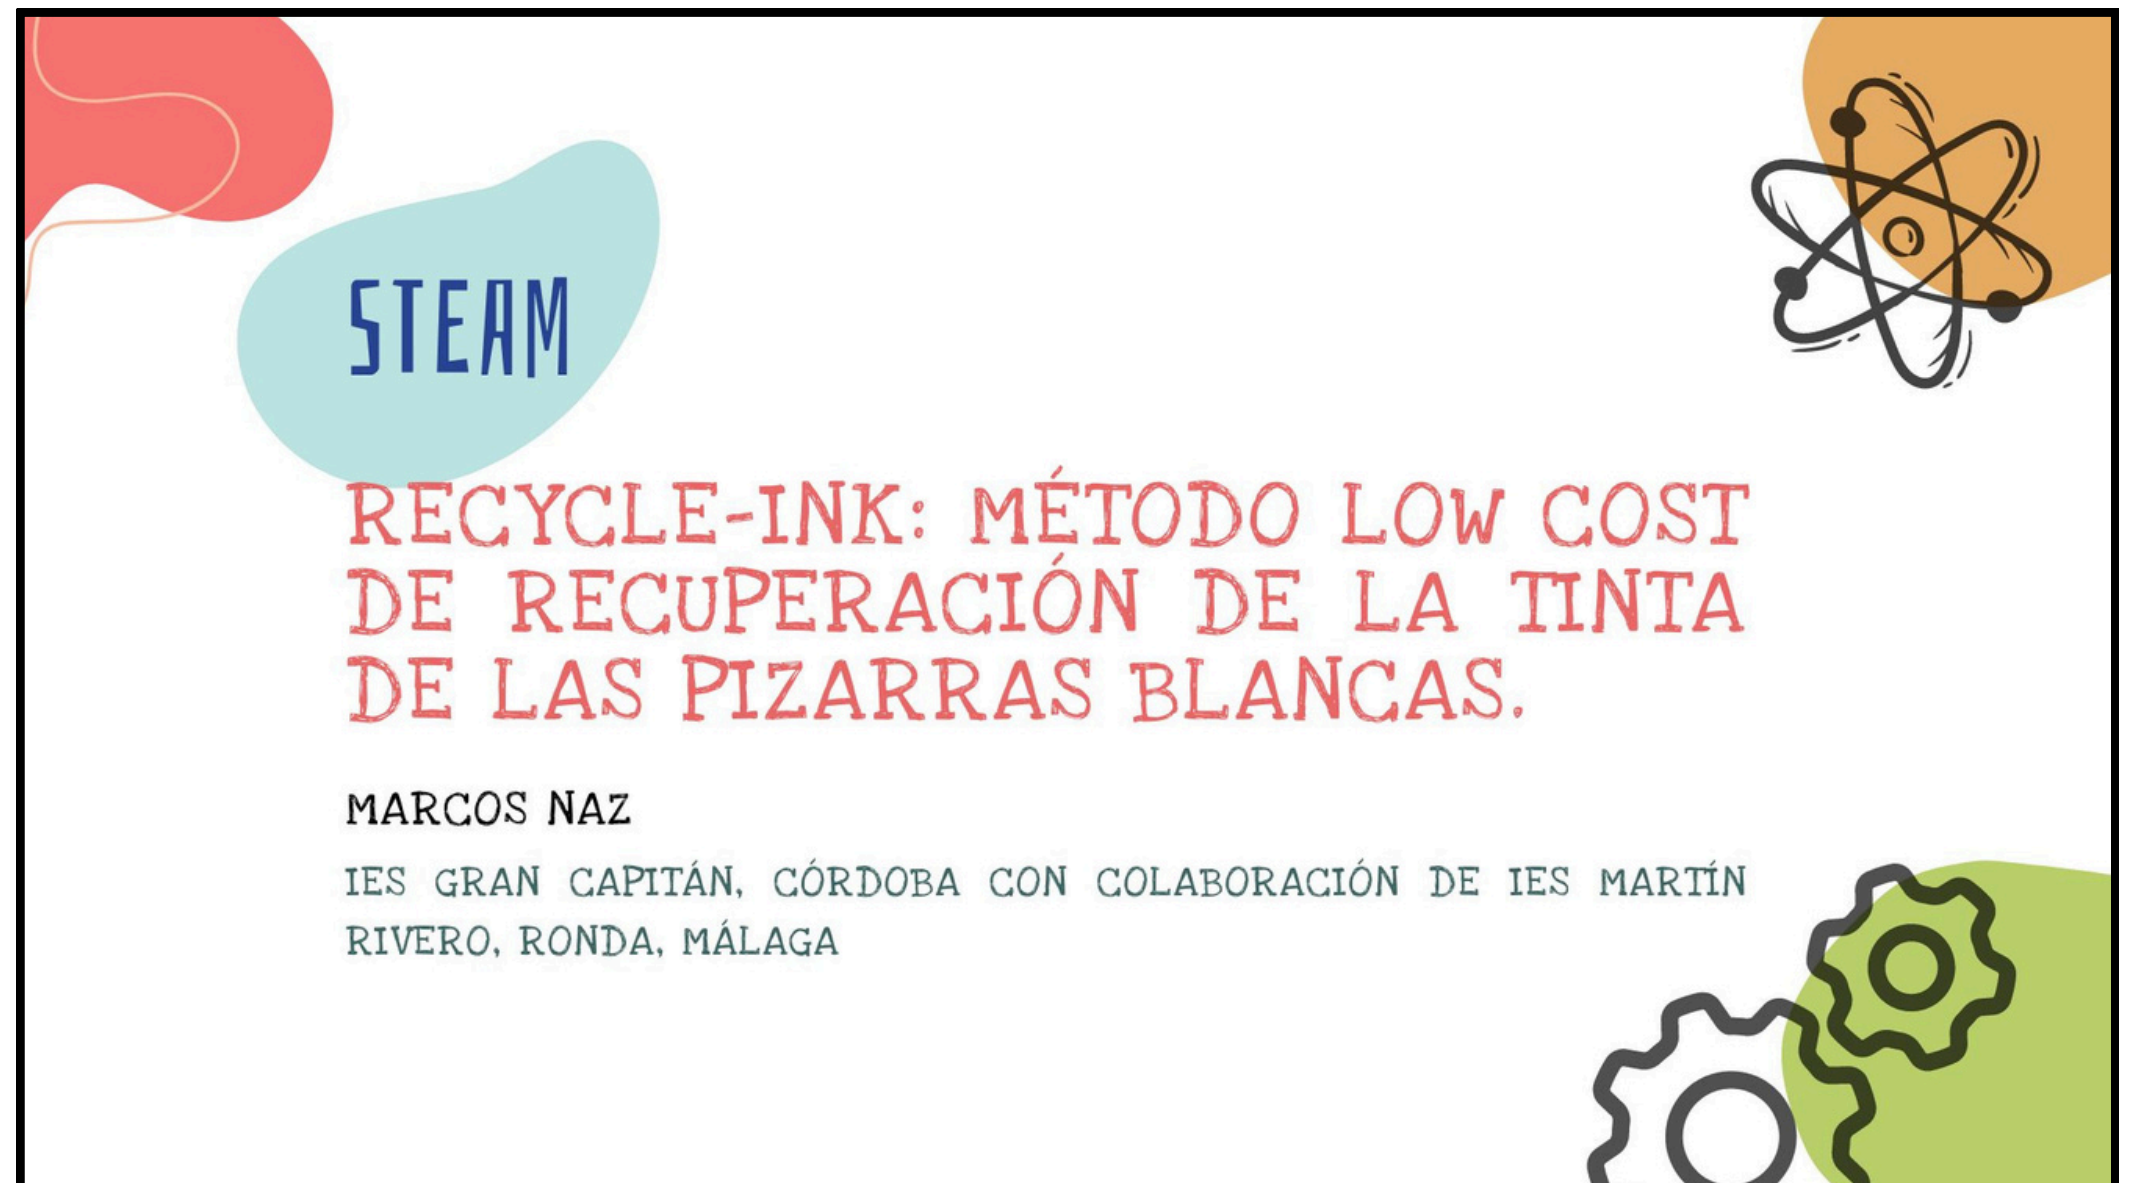 STEAM
RECYCLE-INK: MÉTODO LOW COST
DE RECUPERACIÓN DE LA TINTA
DE LAS PIZARRAS BLANCAS.
MARCOS NAZ
IES GRAN CAPITÁN, CÓRDOBA CON COLABORACIÓN DE IES MARTÍN
RIVERO, RONDA, MÁLAGA